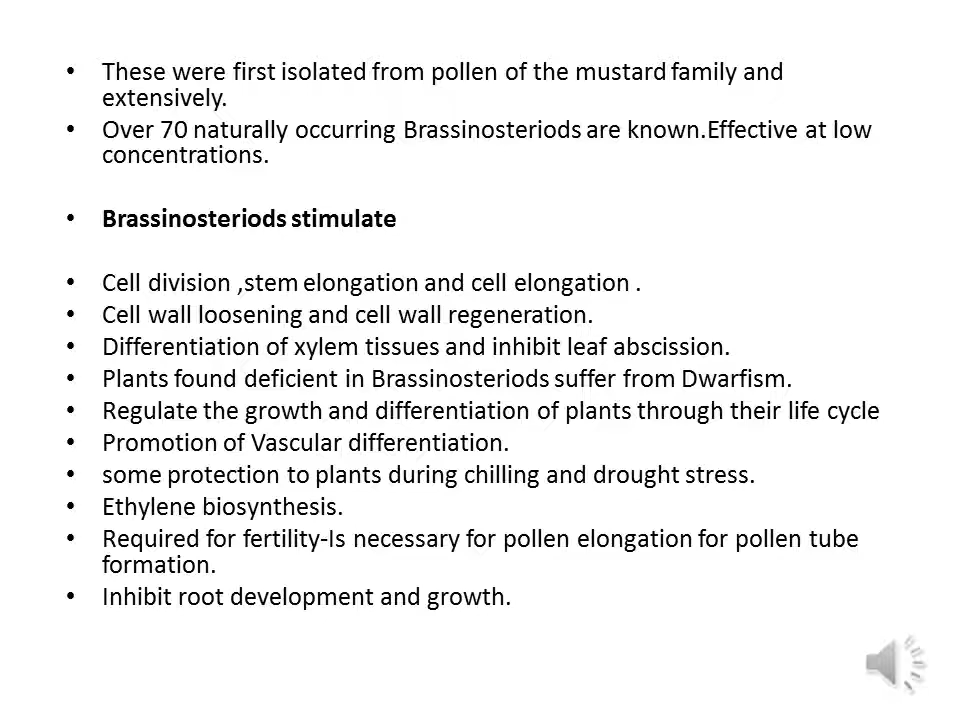 • These were first isolated from pollen of the mustard family and
extensively.
• Over 70 naturally occurring Brassinosteriods are known.Effective at low
concentrations.
• Brassinosteriods stimulate
• Cell division ,stem elongation and cell elongation .
• Cell wall loosening and cell wall regeneration.
• Differentiation of xylem tissues and inhibit leaf abscission.
• Plants found deficient in Brassinosteriods suffer from Dwarfism.
• Regulate the growth and differentiation of plants through their life cycle
• Promotion of Vascular differentiation.
• some protection to plants during chilling and drought stress.
• Ethylene biosynthesis.
• Required for fertility-Is necessary for pollen elongation for pollen tube
formation.
• Inhibit root development and growth.